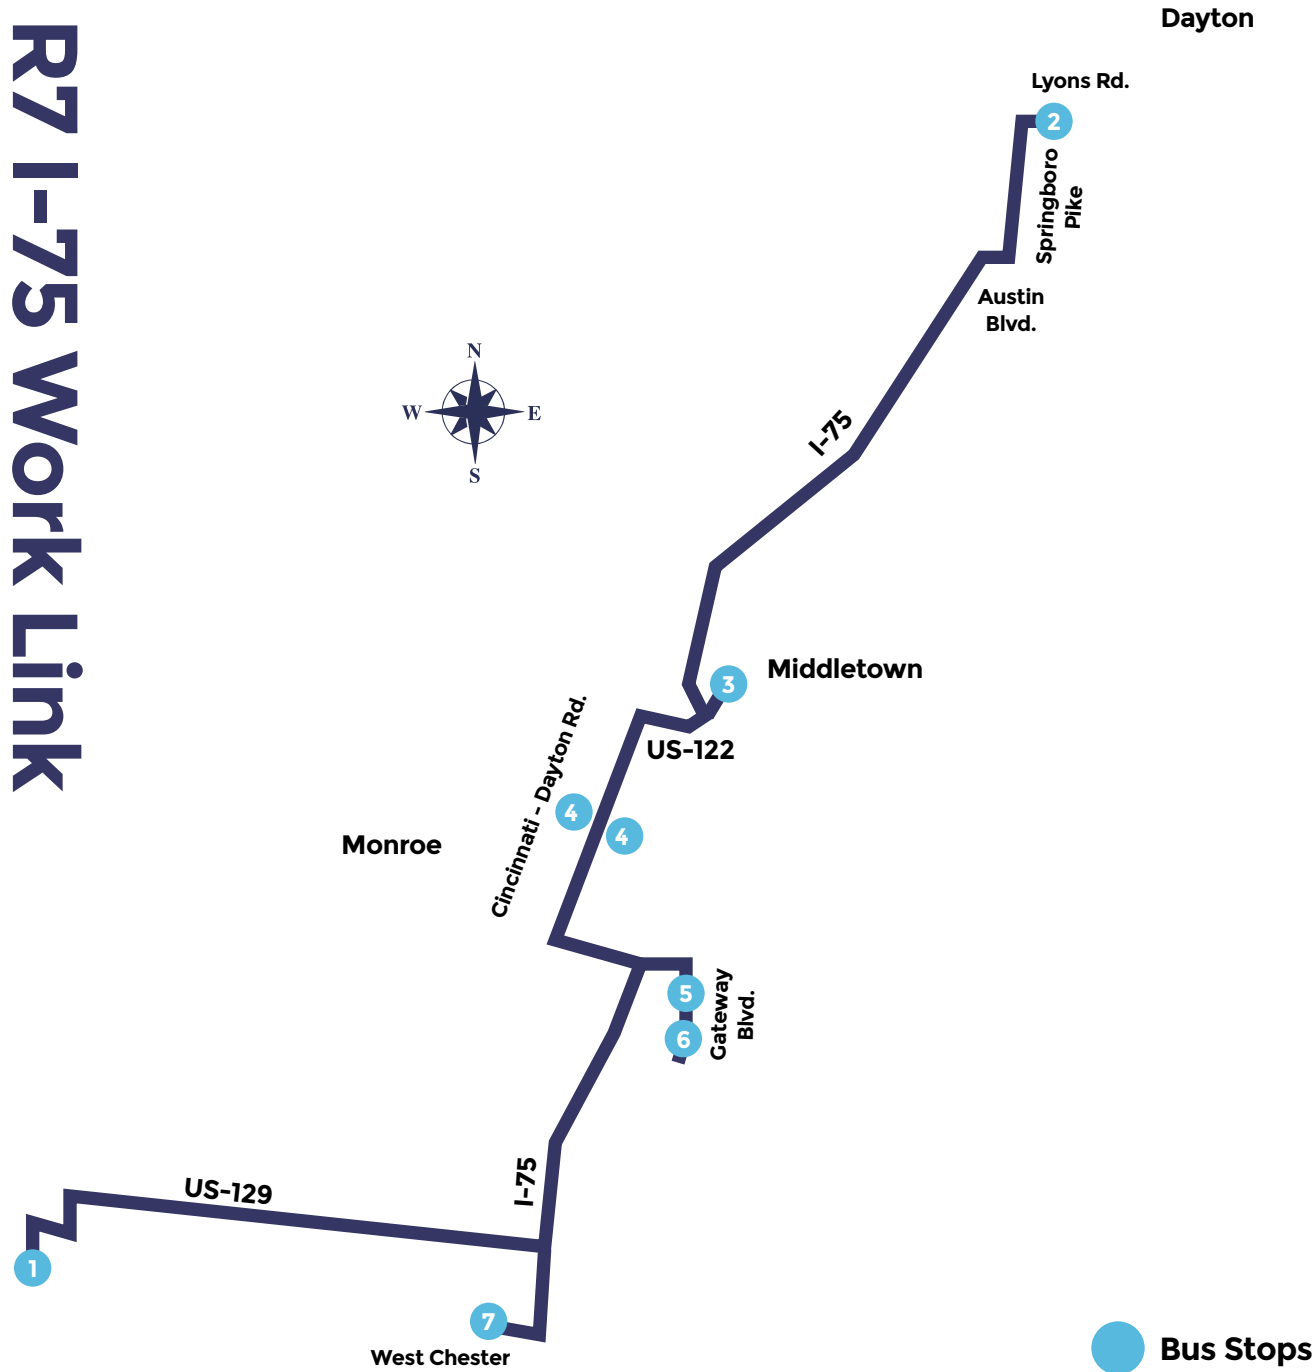 R7 I-75 Work Link
Dayton
Lyons Rd.
2
Springboro
Pike
Austin
Blvd.
N
W
E
S
I-75
3
Middletown
US-122
Cincinnati - Dayton Rd.
4
4
Monroe
5
6
Gateway
Blvd.
I-75
US-129
1
7
West Chester
Bus Stops